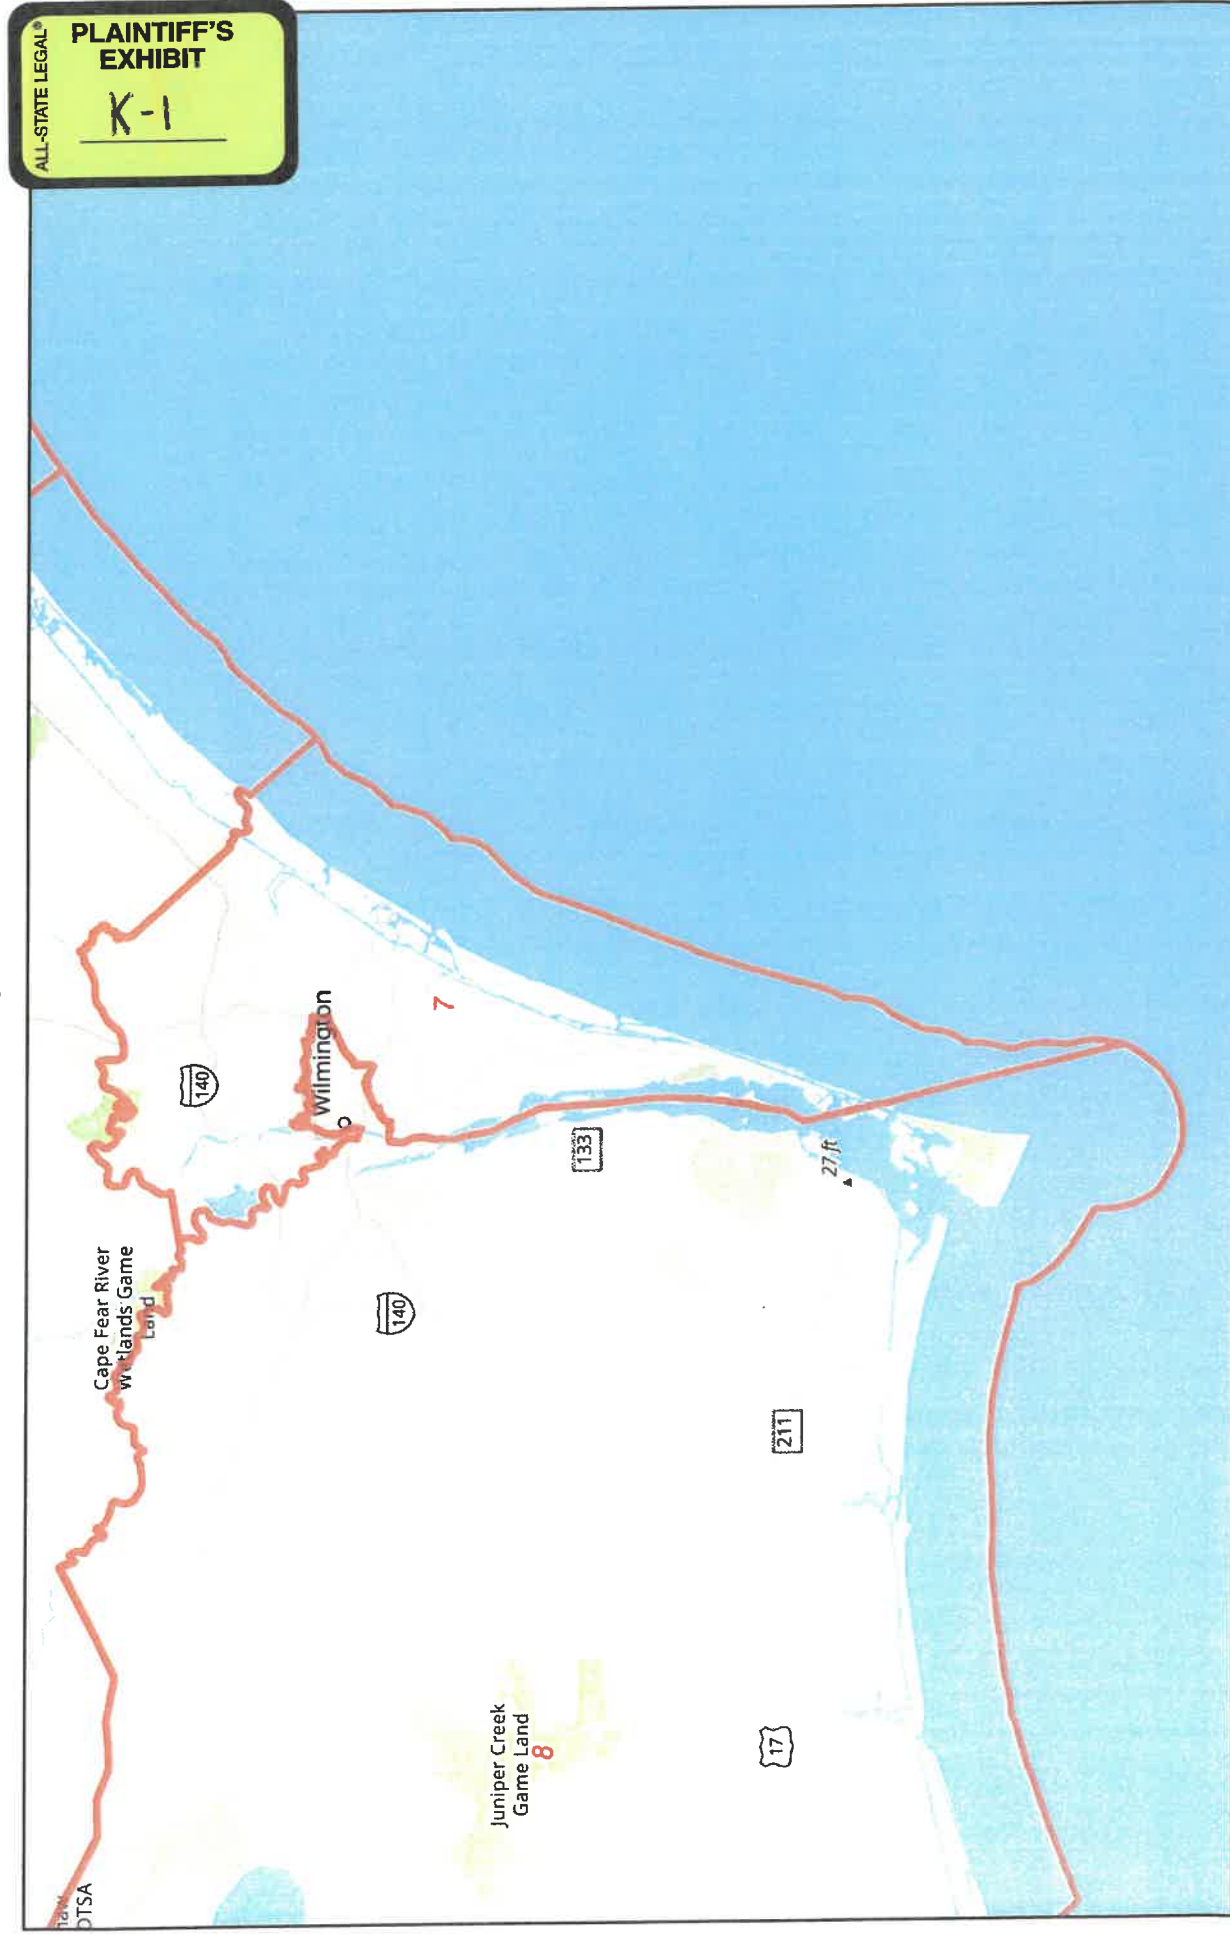 ALL-STATE LEGAL®
PLAINTIFF'S
EXHIBIT
K-1
Cape Fear River
Wetlands Game
Land
140
Wilmington
7
140
133
27 ft
211
Juniper Creek
Game Land
8
17